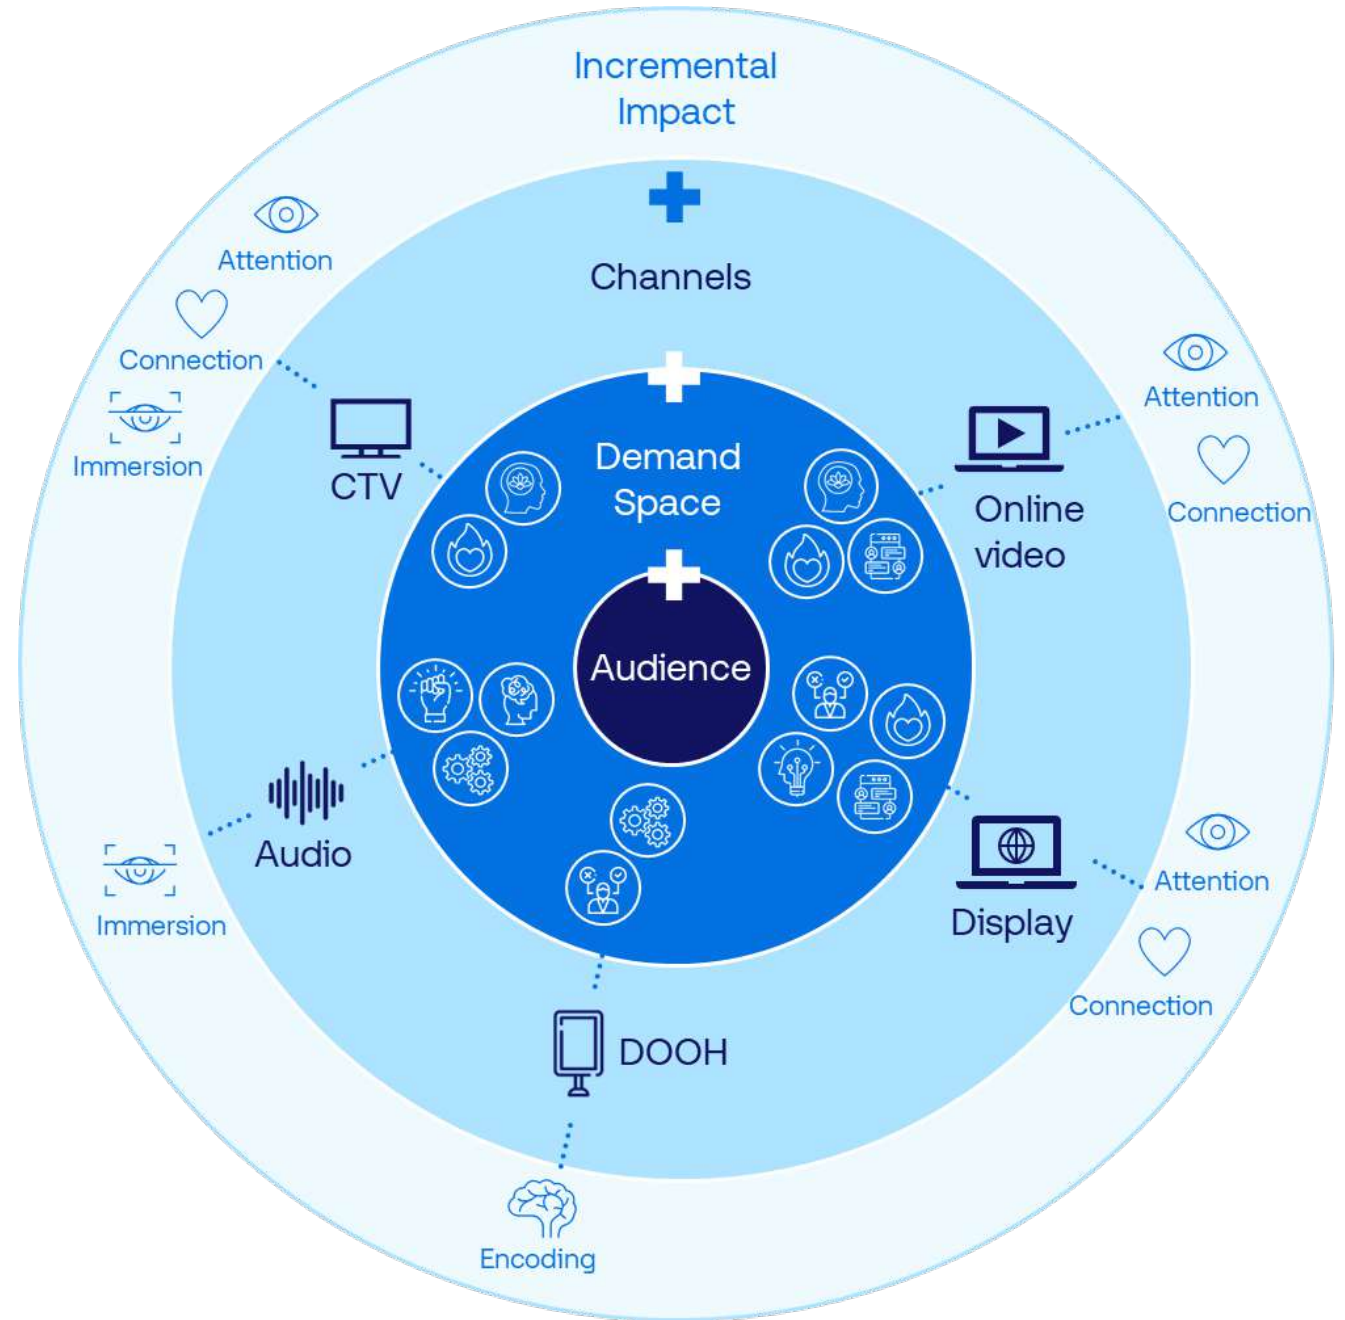 Incremental
Impact
Channels
Attention
Connection
Immersion
CTV
Demand
Space
Attention
Connection
Online
video
Audience
Audio
Immersion
Display
Attention
Connection
DOOH
Encoding